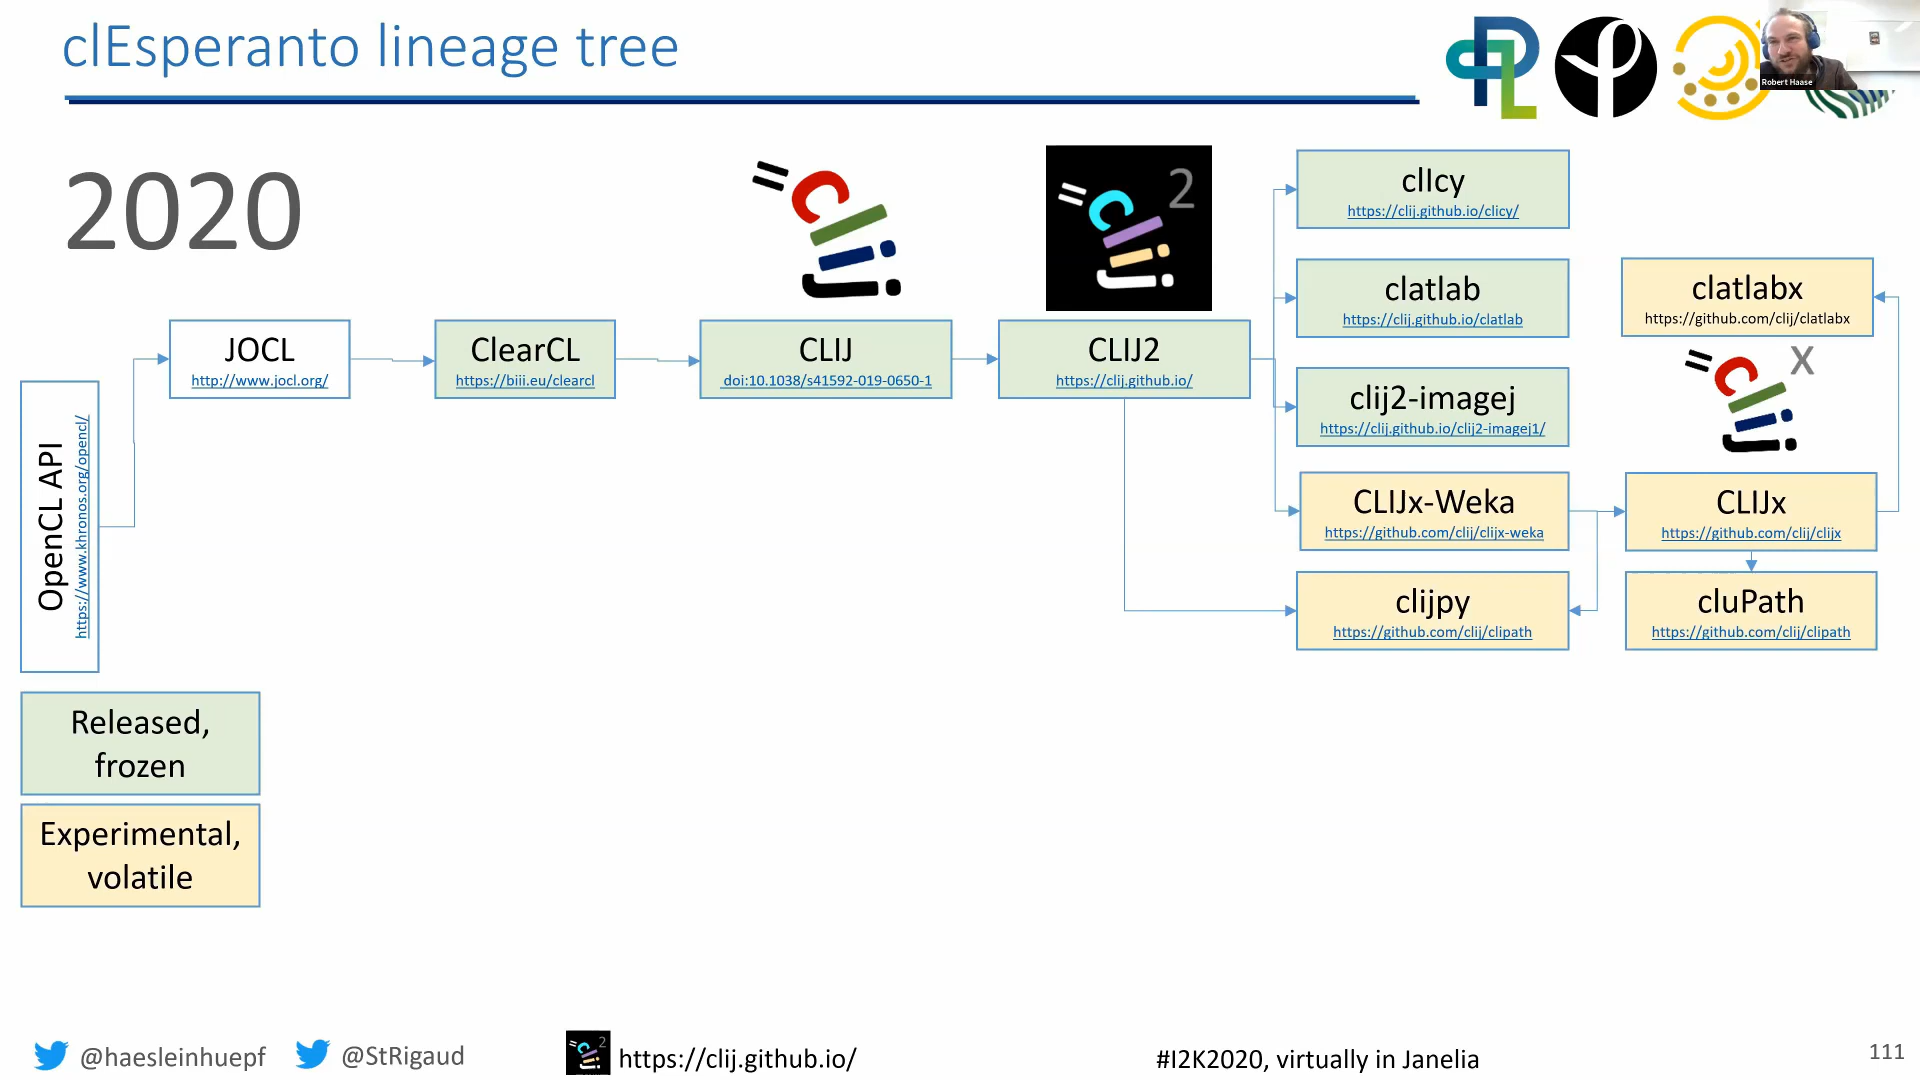 clEsperanto lineage tree
Robert Haase
2020
2
clIcy
https://clij.github.io/clicy/
clatlab
https://clij.github.io/clatlab
clatlabx
https://github.com/clij/clatlabx
JOCL
http://www.jocl.org/
ClearCL
https://biii.eu/clearcl
CLIJ
doi:10.1038/s41592-019-0650-1
CLIJ2
https://clij.github.io/
clij2-imagej
https://clij.github.io/clij2-imagej1/
X
OpenCL API
https://www.khronos.org/opencl/
CLIJx-Weka
https://github.com/clij/clijx-weka
CLIJx
https://github.com/clij/clijx
clijpy
https://github.com/clij/clipath
cluPath
https://github.com/clij/clipath
Released,
frozen
Experimental,
volatile
@haesleinhuepf
@StRigaud
https://clij.github.io/
#I2K2020, virtually in Janelia
111